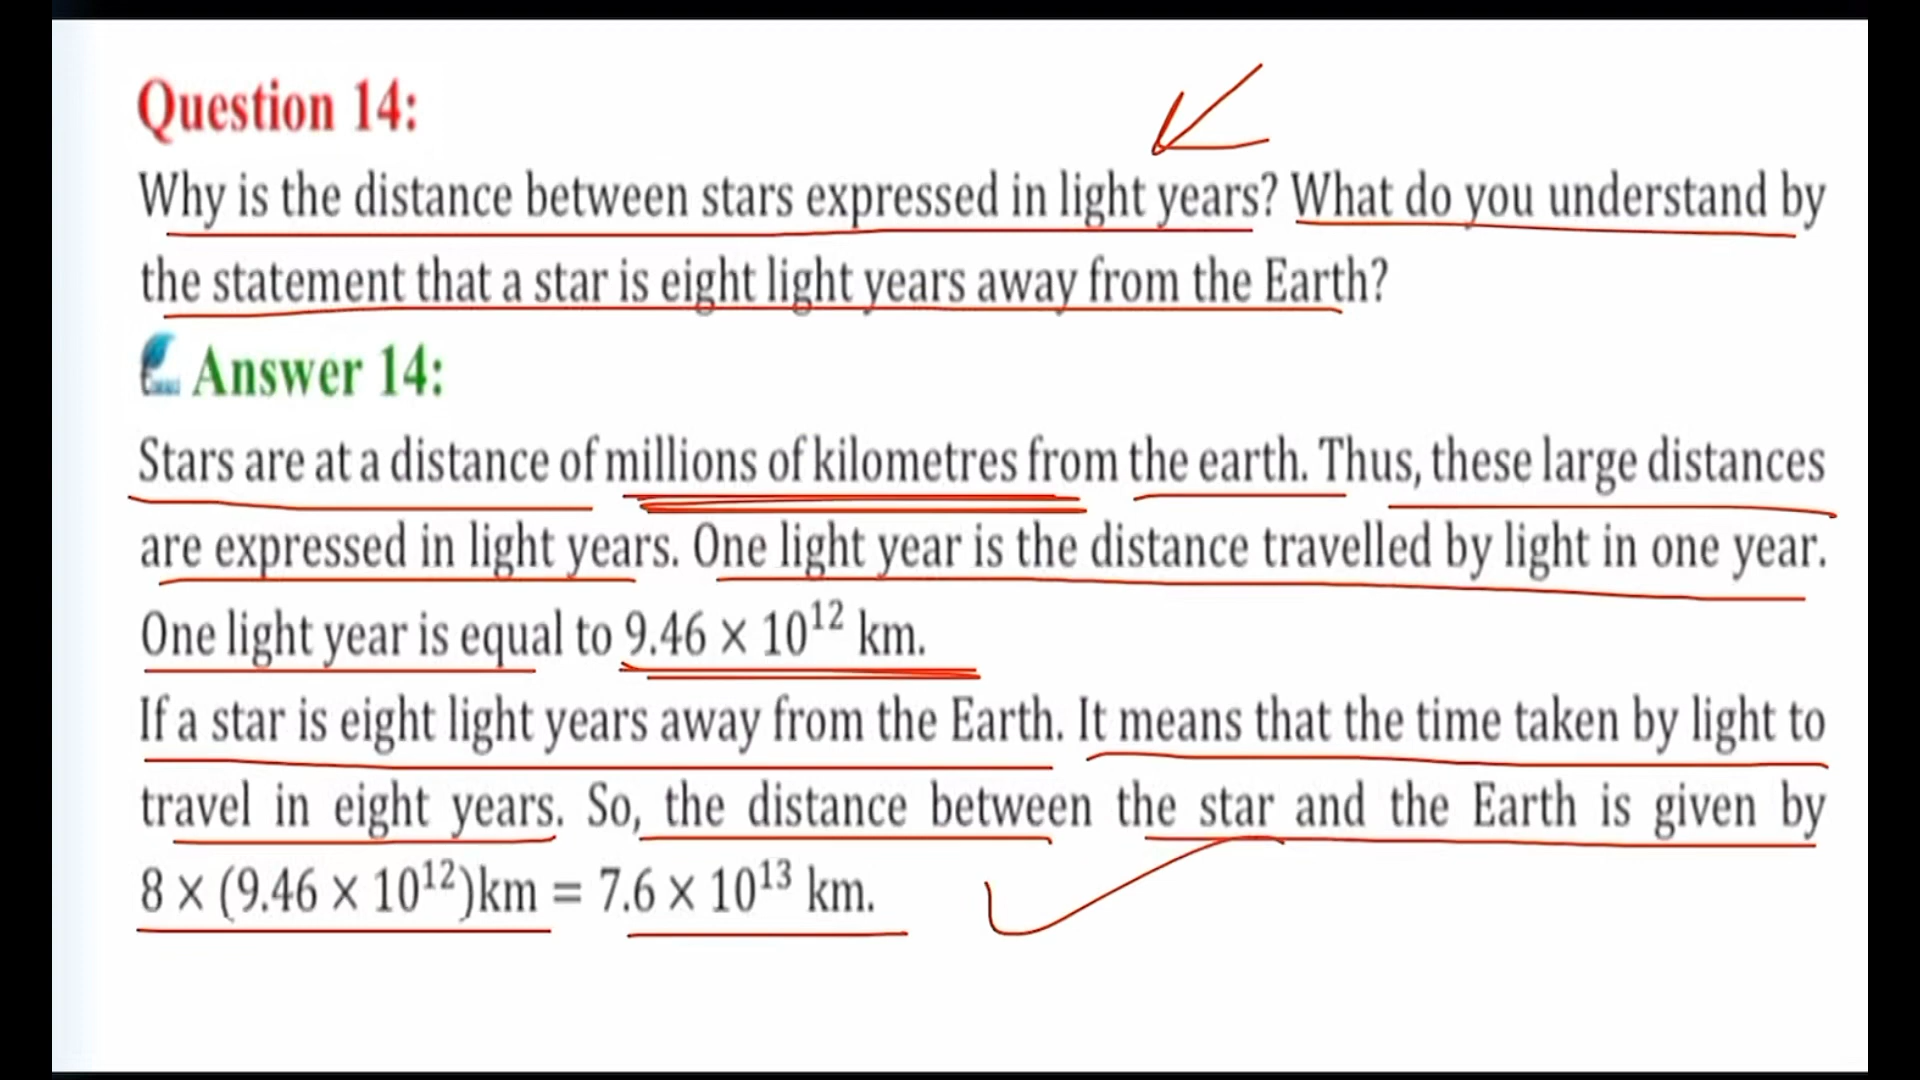 Question 14:
Why is the distance between stars expressed in light years? What do you understand by
the statement that a star is eight light years away from the Earth?
Answer 14:
Stars are at a distance of millions of kilometres from the earth. Thus, these large distances
are expressed in light years. One light year is the distance travelled by light in one year.
One light year is equal to 9.46 × 10¹² km.
If a star is eight light years away from the Earth. It means that the time taken by light to
travel in eight years. So, the distance between the star and the Earth is given by
8 × (9.46 × 10¹²)km = 7.6 × 10¹³ km.